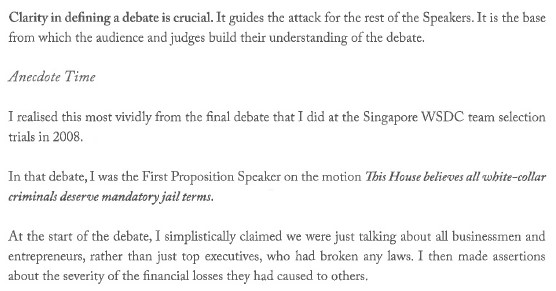 Clarity in defining a debate is crucial. It guides the attack for the rest of the Speakers. It is the base
from which the audience and judges build their understanding of the debate.
Anecdote Time
I realised this most vividly from the final debate that I did at the Singapore WSDC team selection
trials in 2008.
In that debate, I was the First Proposition Speaker on the motion This House believes all white-collar
criminals deserve mandatory jail terms.
At the start of the debate, I simplistically claimed we were just talking about all businessmen and
entrepreneurs, rather than just top executives, who had broken any laws. I then made assertions
about the severity of the financial losses they had caused to others.